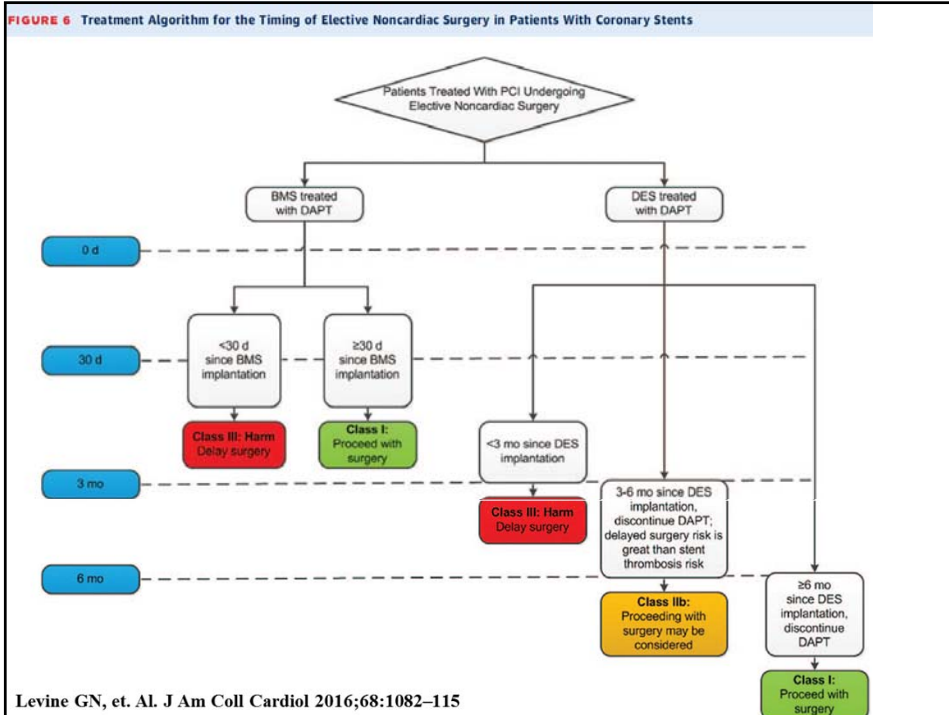 FIGURE 6 Treatment Algorithm for the Timing of Elective Noncardiac Surgery in Patients With Coronary Stents
Patients Treated With PCI Undergoing
Elective Noncardiac Surgery
BMS treated
with DAPT
DES treated
with DAPT
0 d
<30 d
since BMS
implantation
≥30 d
since BMS
implantation
30 d
Class III: Harm
Delay surgery
Class I:
Proceed with
surgery
<3 mo since DES
implantation
3 mo
Class III: Harm
Delay surgery
3-6 mo since DES
implantation,
discontinue DAPT;
delayed surgery risk is
great than stent
thrombosis risk
6 mo
Class IIb:
Proceeding with
surgery may be
considered
≥6 mo
since DES
implantation,
discontinue
DAPT
Class I:
Proceed with
surgery
Levine GN, et. Al. J Am Coll Cardiol 2016;68:1082–115